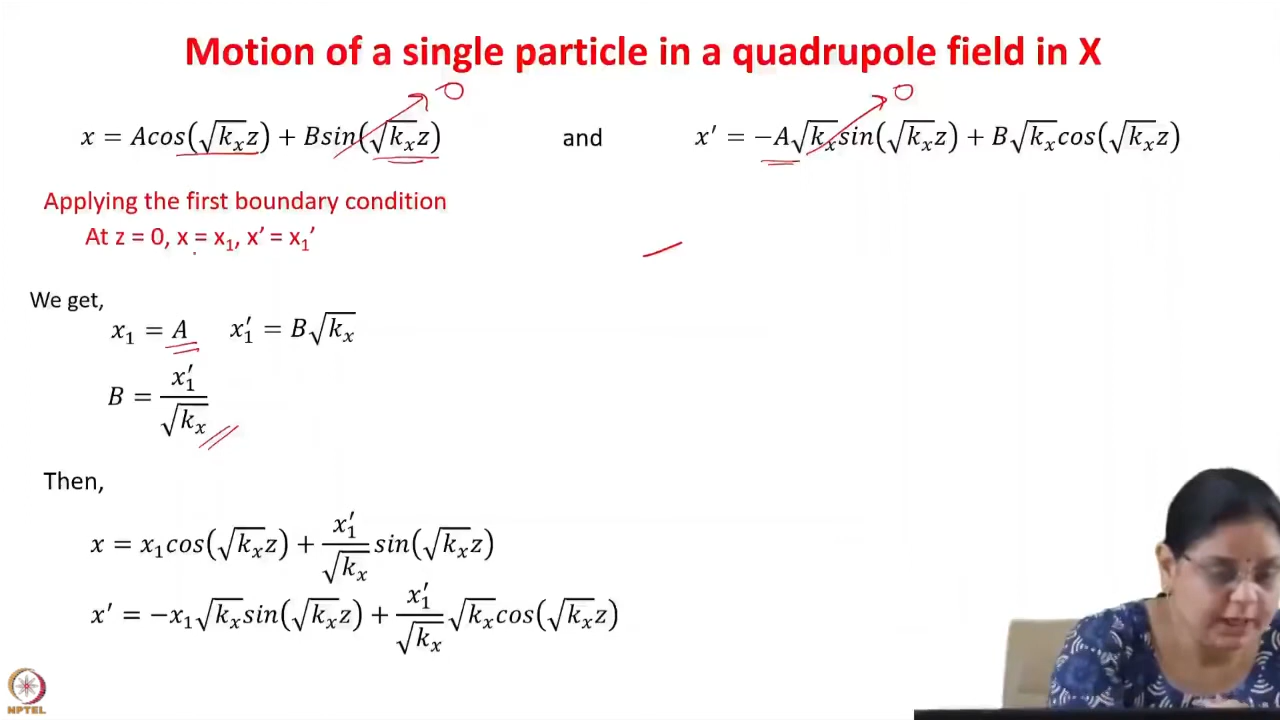 Motion of a single particle in a quadrupole field in X
0 0
x = Acos(√kₓz) + Bsin(√kₓz) and x′ = −A√kₓsin(√kₓz) + B√kₓcos(√kₓz)
Applying the first boundary condition
At z = 0, x = x₁, x' = x₁'
We get,
x₁ = A x₁′ = B√kₓ
B = x₁′/√kₓ
Then,
x = x₁cos(√kₓz) + x₁′/√kₓ sin(√kₓz)
x′ = −x₁√kₓsin(√kₓz) + x₁′/√kₓ √kₓcos(√kₓz)
NPTEL